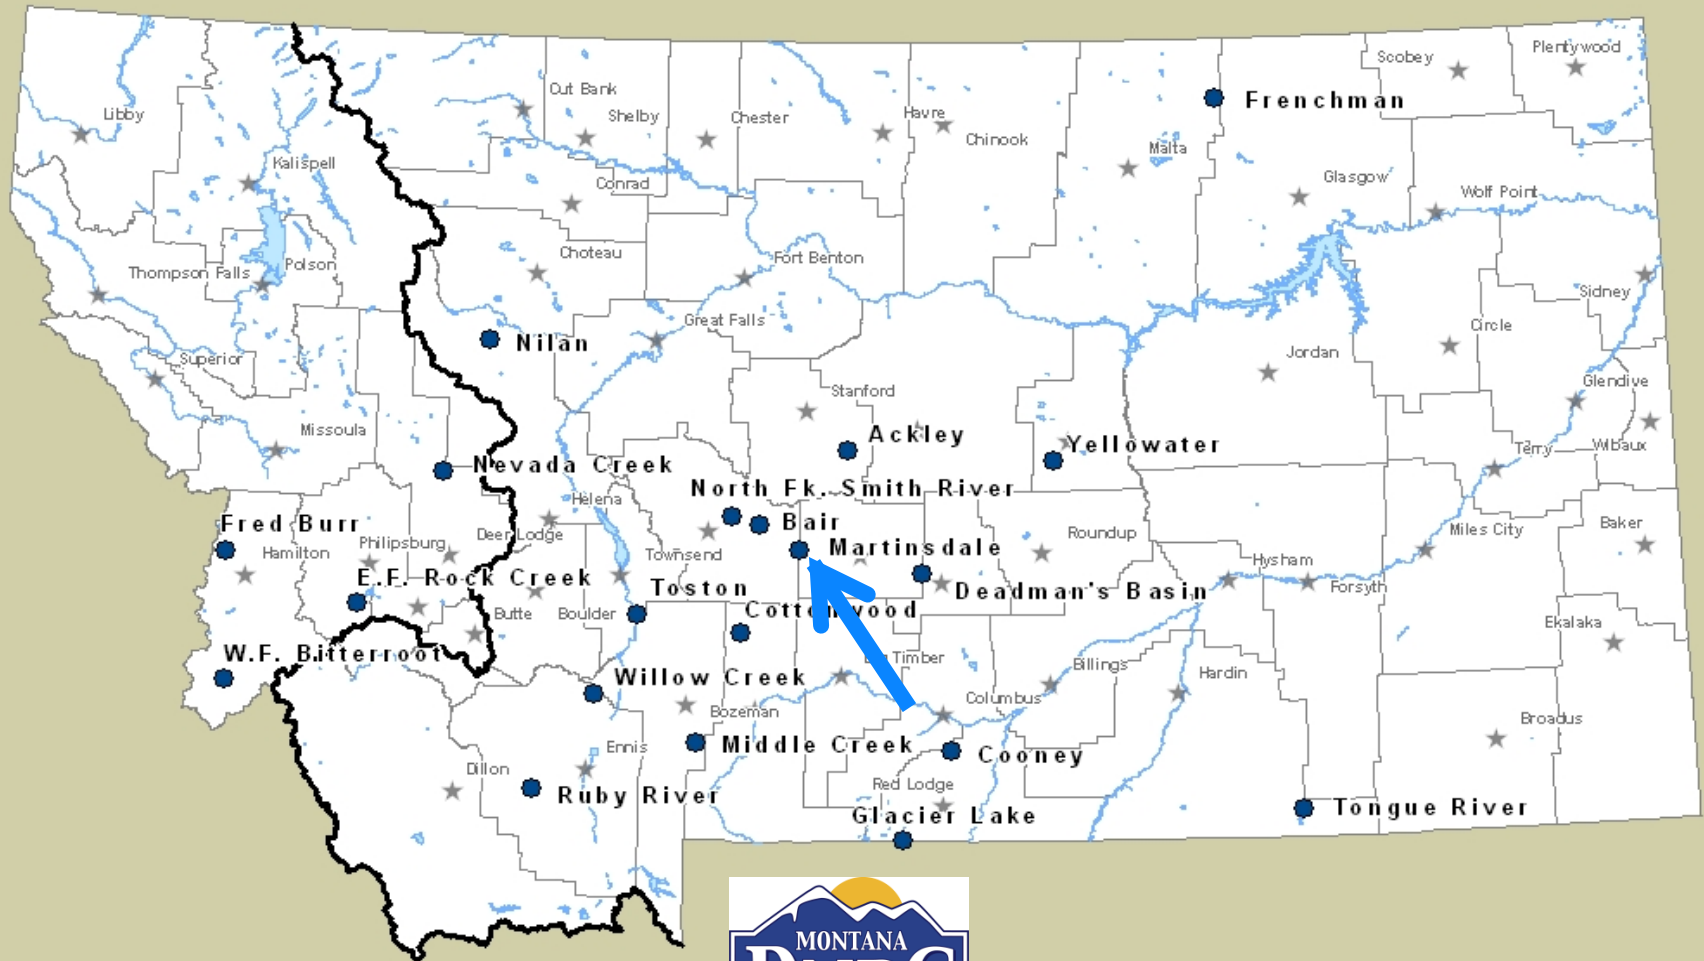 Plentywood
Scobey
Cut Bank
Frenchman
Libby
Shelby
Chester
Havre
Chinook
Malta
Kalispell
Conrad
Glasgow
Wolf Point
Choteau
Fort Benton
Thompson Falls
Polson
Sidney
Great Falls
Circle
Nilan
Superior
Jordan
Stanford
Glendive
Missoula
Ackley
Yellowater
Terry
Wibaux
Nevada Creek
North Fk. Smith River
Helena
Fred Burr
Bair
Baker
Miles City
Deer Lodge
Roundup
Philipsburg
Hamilton
Townsend
Martinsdale
Hysham
E.F. Rock Creek
Toston
Deadman's Basin
Forsyth
Butte
Boulder
Cottonwood
Ekalaka
W.F. Bitterroot
Timber
Billings
Hardin
Willow Creek
Columbus
Bozeman
Broadus
Ennis
Middle Creek
Cooney
Dillon
Red Lodge
Ruby River
Glacier Lake
Tongue River
MONTANA